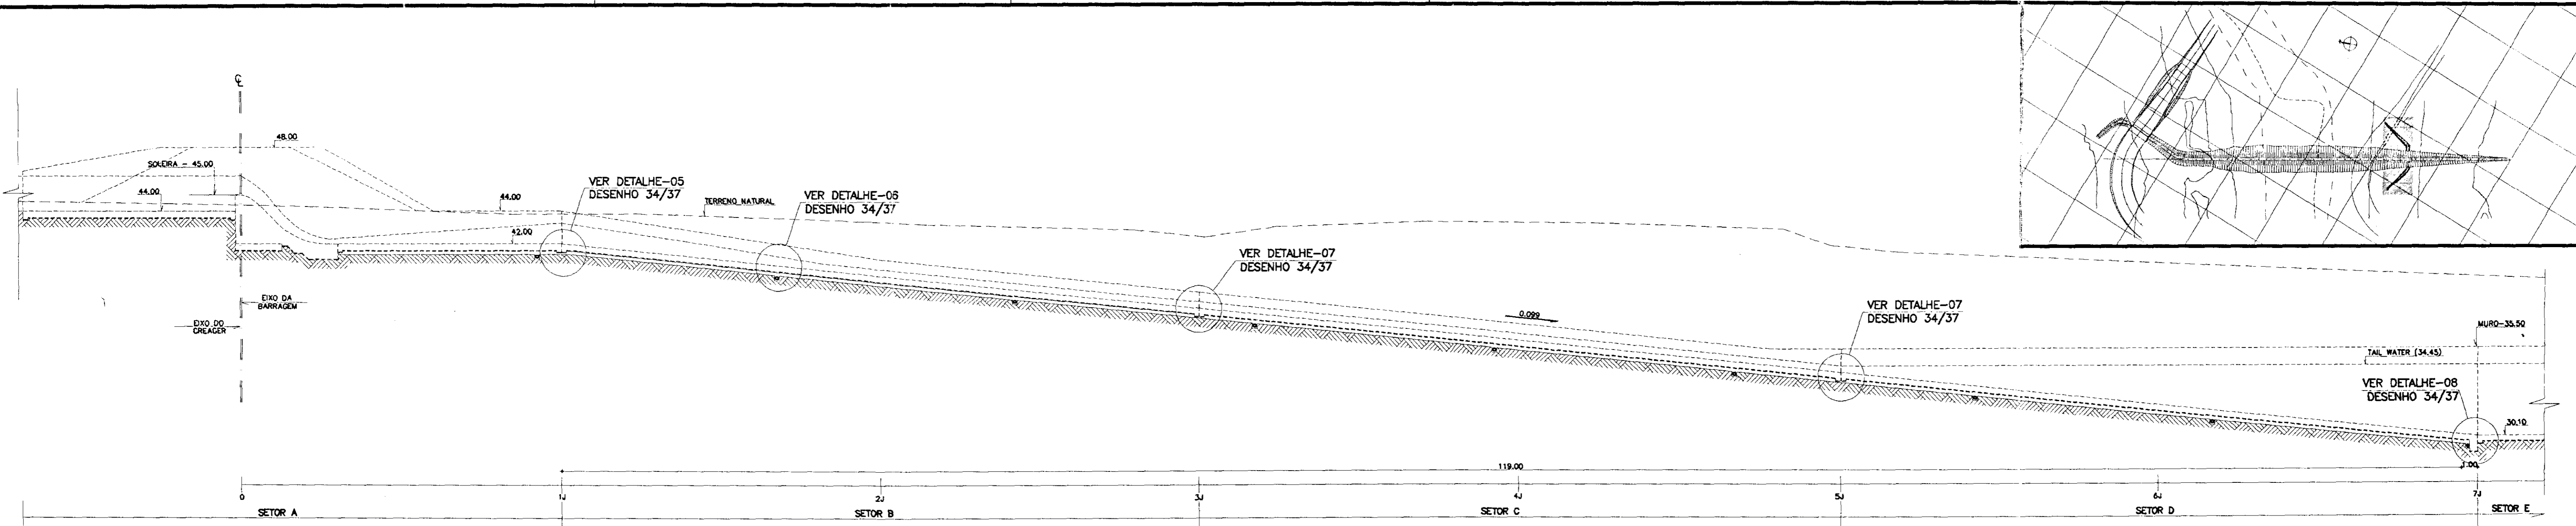 ℄
48.00
SOLEIRA - 45.00
44.00
44.00
42.00
VER DETALHE-05
DESENHO 34/37
VER DETALHE-06
DESENHO 34/37
TERRENO NATURAL
VER DETALHE-07
DESENHO 34/37
0.099
VER DETALHE-07
DESENHO 34/37
MURO-35.50
TAIL WATER (34.45)
VER DETALHE-08
DESENHO 34/37
30.10
EIXO DA
BARRAGEM
EIXO DO
CREAGER
119.00
1.00
0
1J
2J
3J
4J
5J
6J
7J
SETOR A
SETOR B
SETOR C
SETOR D
SETOR E